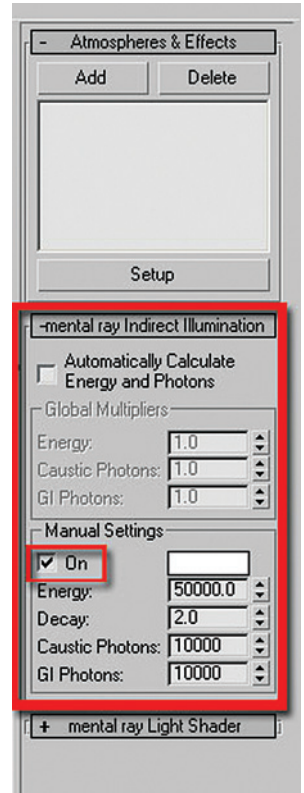 - Atmospheres & Effects
Add Delete
Setup
-mental ray Indirect Illumination
Automatically Calculate
Energy and Photons
Global Multipliers
Energy: 1.0
Caustic Photons: 1.0
GI Photons: 1.0
Manual Settings
On
Energy: 50000.0
Decay: 2.0
Caustic Photons: 10000
GI Photons: 10000
+ mental ray Light Shader